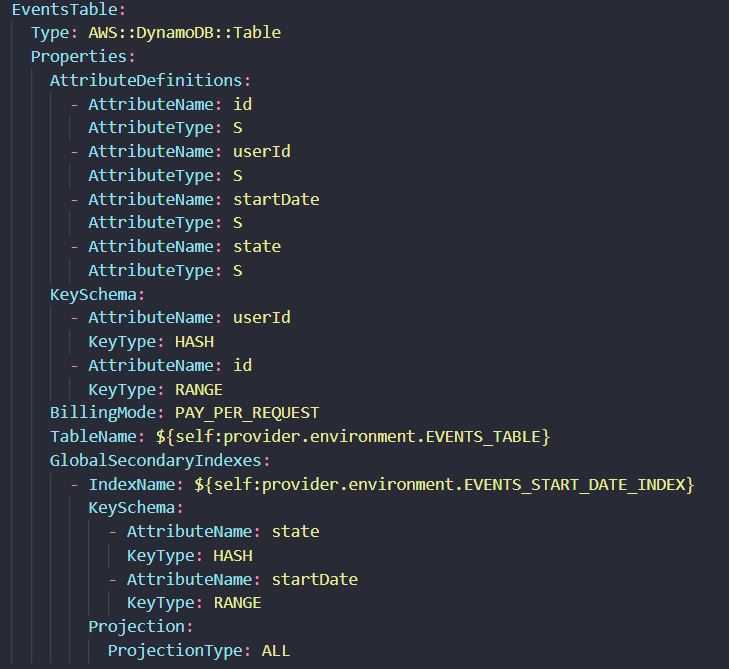 EventsTable:
  Type: AWS::DynamoDB::Table
  Properties:
    AttributeDefinitions:
      - AttributeName: id
        AttributeType: S
      - AttributeName: userId
        AttributeType: S
      - AttributeName: startDate
        AttributeType: S
      - AttributeName: state
        AttributeType: S
    KeySchema:
      - AttributeName: userId
        KeyType: HASH
      - AttributeName: id
        KeyType: RANGE
    BillingMode: PAY_PER_REQUEST
    TableName: ${self:provider.environment.EVENTS_TABLE}
    GlobalSecondaryIndexes:
      - IndexName: ${self:provider.environment.EVENTS_START_DATE_INDEX}
        KeySchema:
          - AttributeName: state
            KeyType: HASH
          - AttributeName: startDate
            KeyType: RANGE
        Projection:
          ProjectionType: ALL